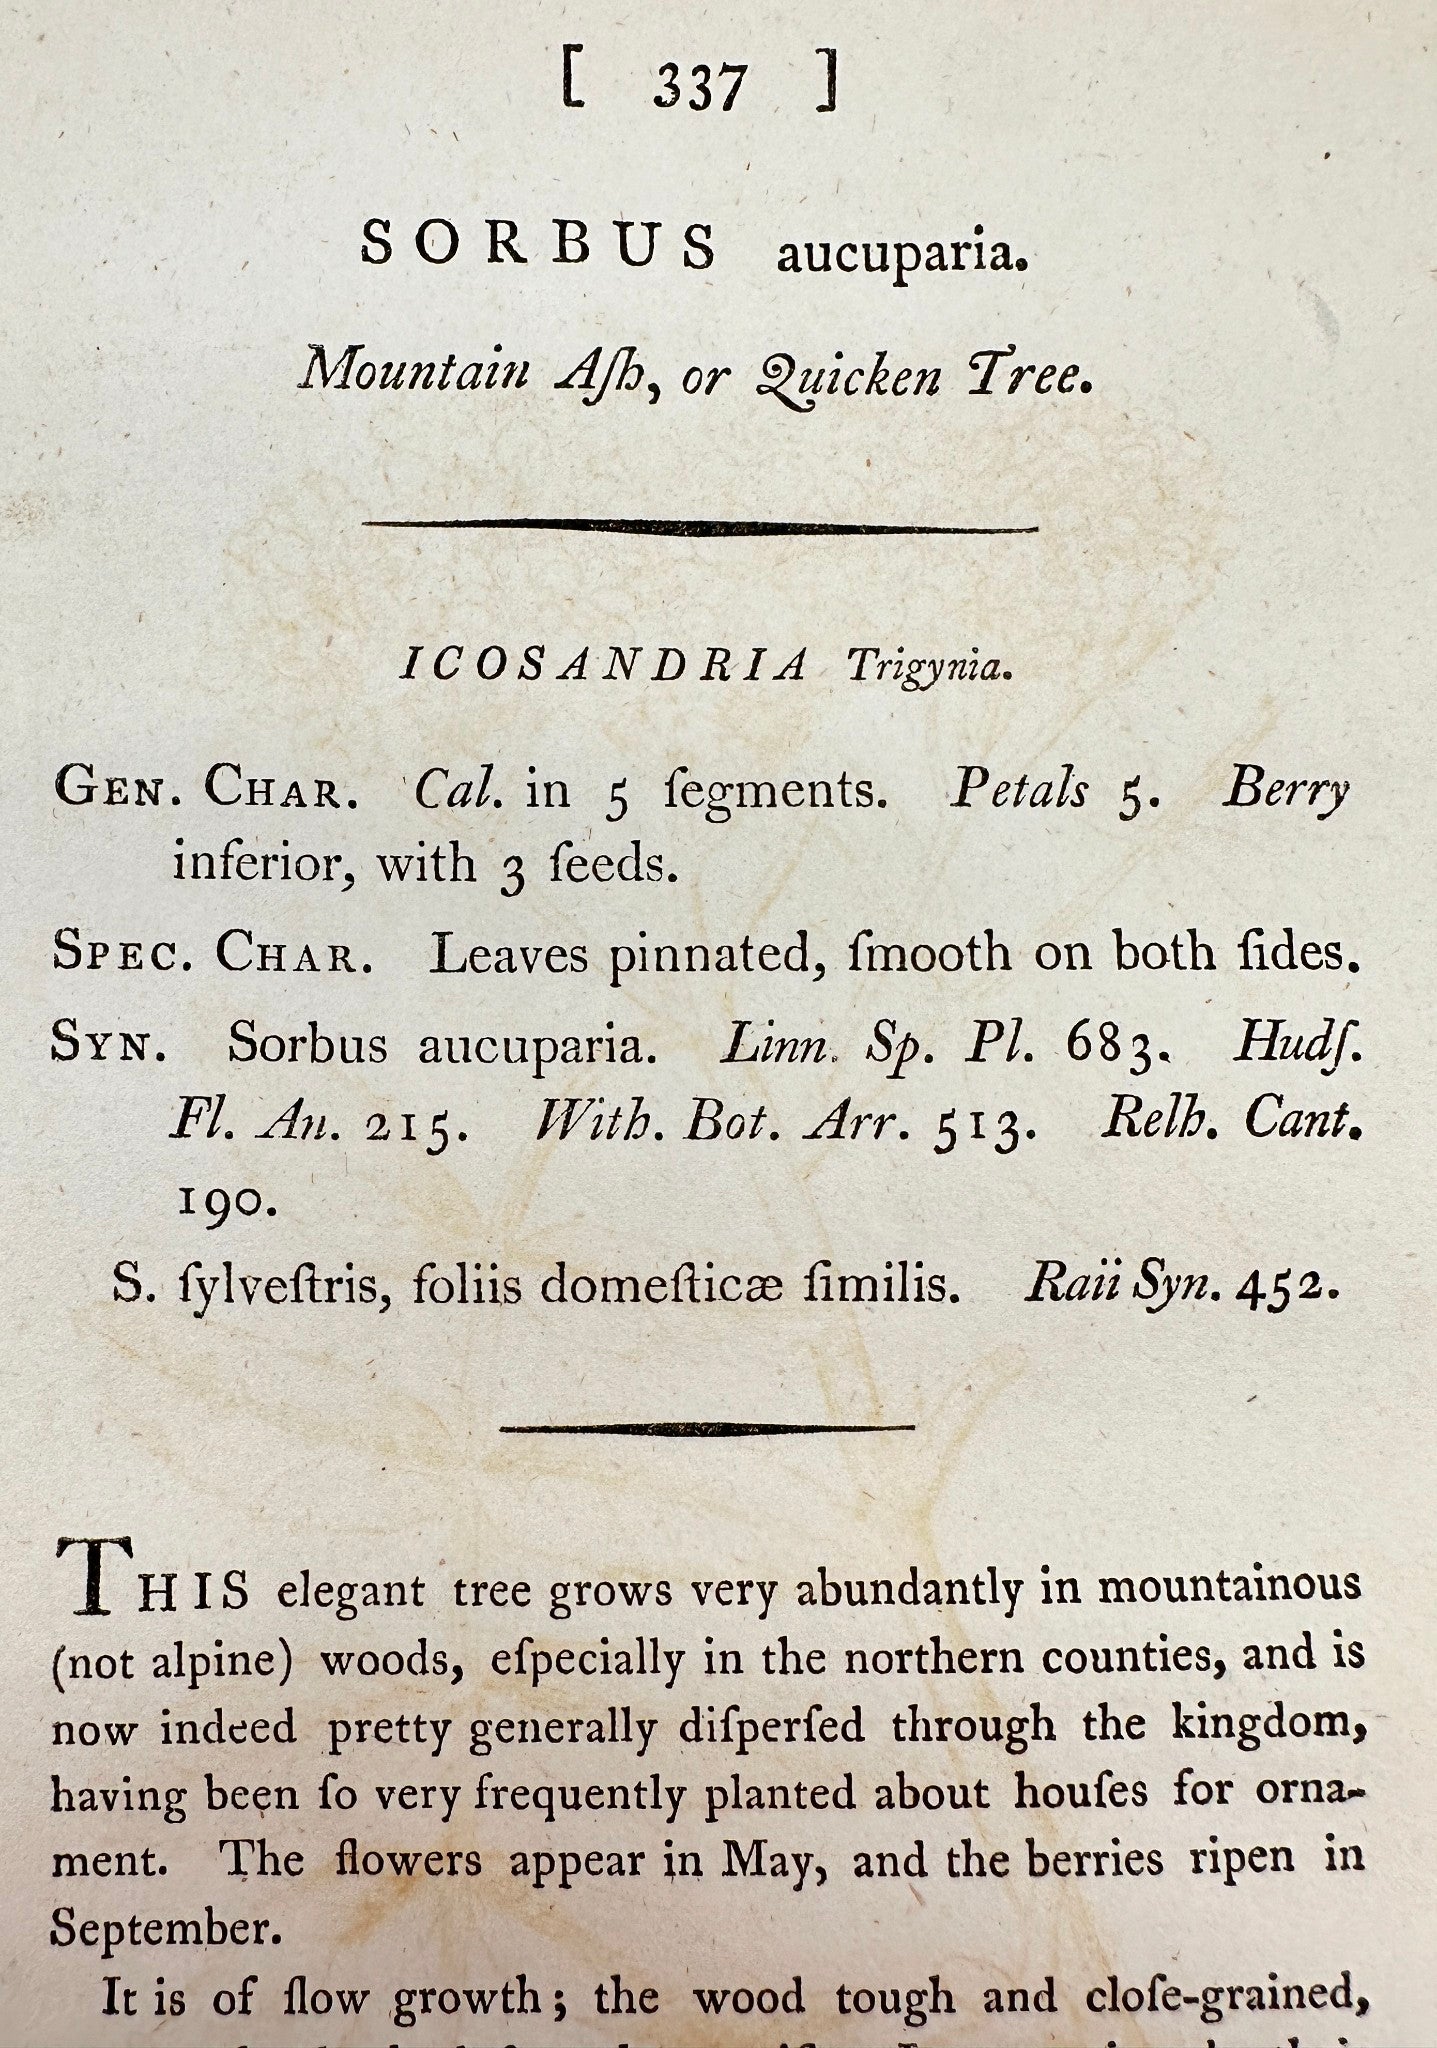 [ 337 ]
SORBUS aucuparia.
Mountain Aſh, or Quicken Tree.
ICOSANDRIA Trigynia.
GEN. CHAR. Cal. in 5 ſegments. Petals 5. Berry
inferior, with 3 ſeeds.
SPEC. CHAR. Leaves pinnated, ſmooth on both ſides.
SYN. Sorbus aucuparia. Linn. Sp. Pl. 683. Hudſ.
Fl. An. 215. With. Bot. Arr. 513. Relh. Cant.
190.
S. ſylveſtris, foliis domeſticæ ſimilis. Raii Syn. 452.
THIS elegant tree grows very abundantly in mountainous
(not alpine) woods, eſpecially in the northern counties, and is
now indeed pretty generally diſperſed through the kingdom,
having been ſo very frequently planted about houſes for orna-
ment. The flowers appear in May, and the berries ripen in
September.
It is of ſlow growth; the wood tough and cloſe-grained,